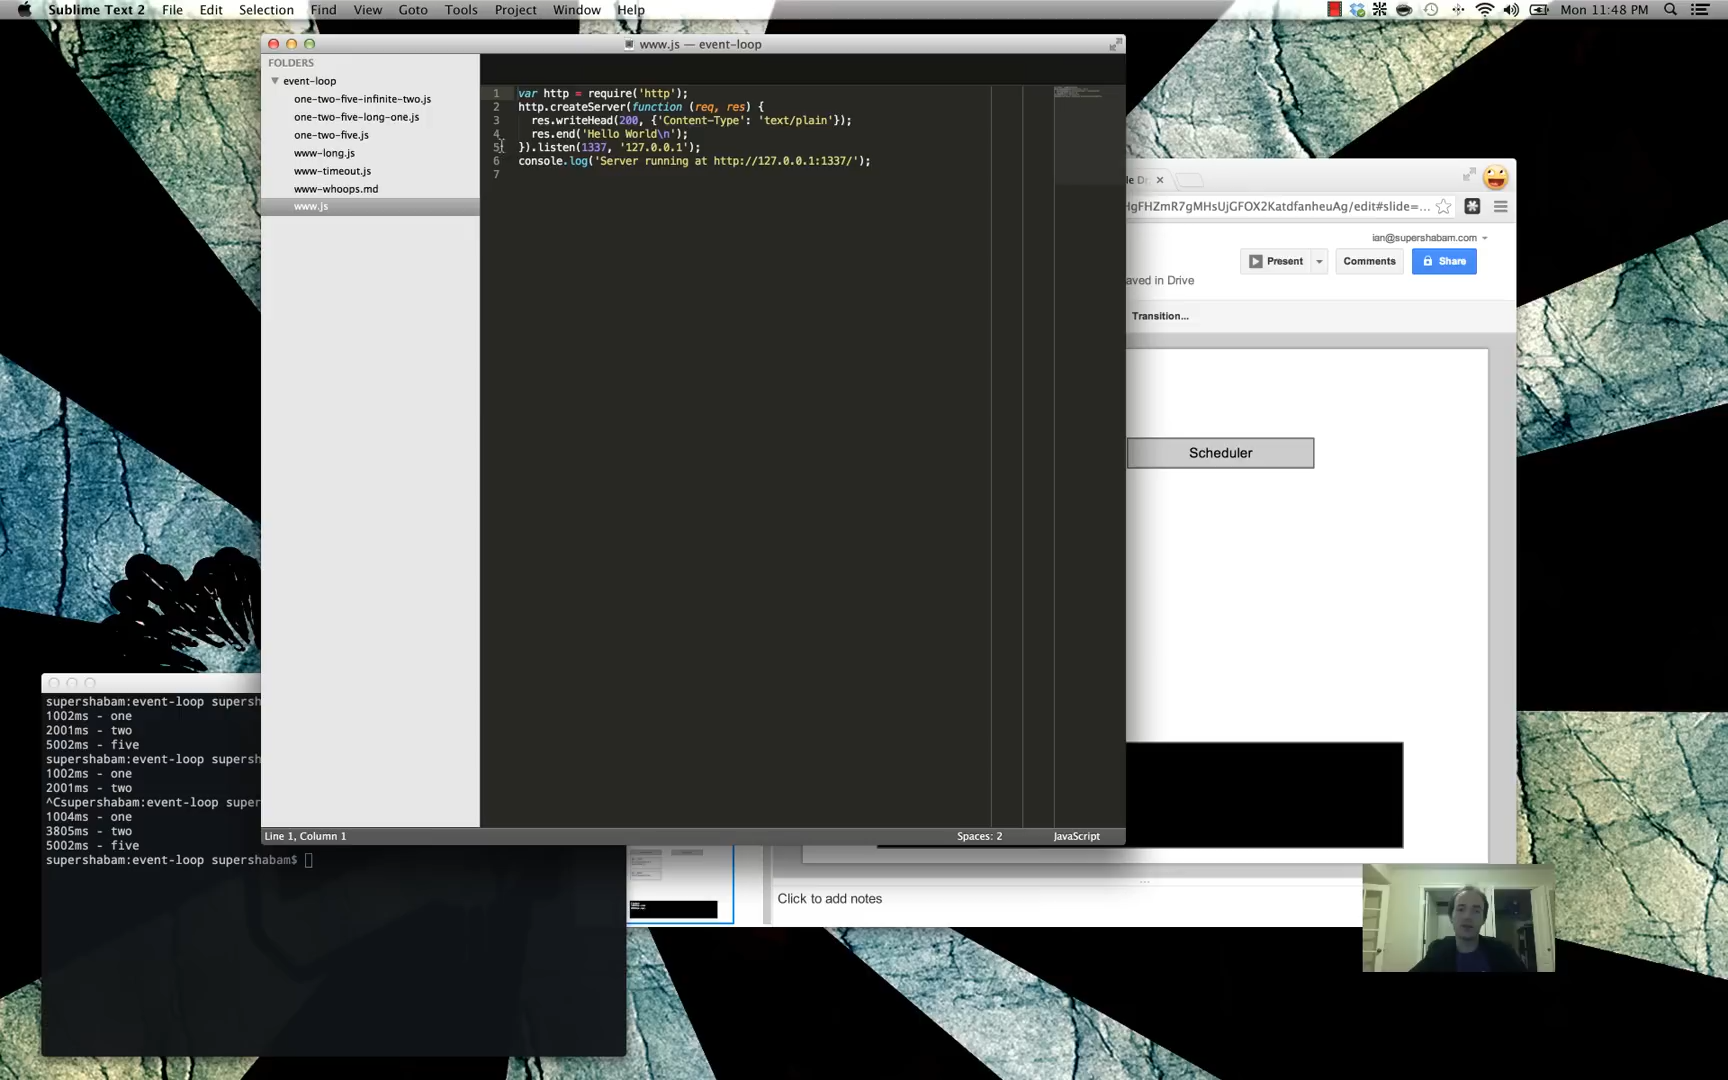 Sublime Text 2 File Edit Selection Find View Goto Tools Project Window Help Mon 11:48 PM
www.js — event-loop
FOLDERS
event-loop
one-two-five-infinite-two.js
one-two-five-long-one.js
one-two-five.js
www-long.js
www-timeout.js
www-whoops.md
www.js
1 var http = require('http');
2 http.createServer(function (req, res) {
3 res.writeHead(200, {'Content-Type': 'text/plain'});
4 res.end('Hello World\n');
5 }).listen(1337, '127.0.0.1');
6 console.log('Server running at http://127.0.0.1:1337/');
7
Line 1, Column 1 Spaces: 2 JavaScript
le Dr
HgFHZmR7gMHsUjGFOX2KatdfanheuAg/edit#slide=...
ian@supershabam.com
Present Comments Share
aved in Drive
Transition...
Scheduler
Click to add notes
supershabam:event-loop supersh
1002ms - one
2001ms - two
5002ms - five
supershabam:event-loop supersh
1002ms - one
2001ms - two
^Csupershabam:event-loop super
1004ms - one
3805ms - two
5002ms - five
supershabam:event-loop supershabam$